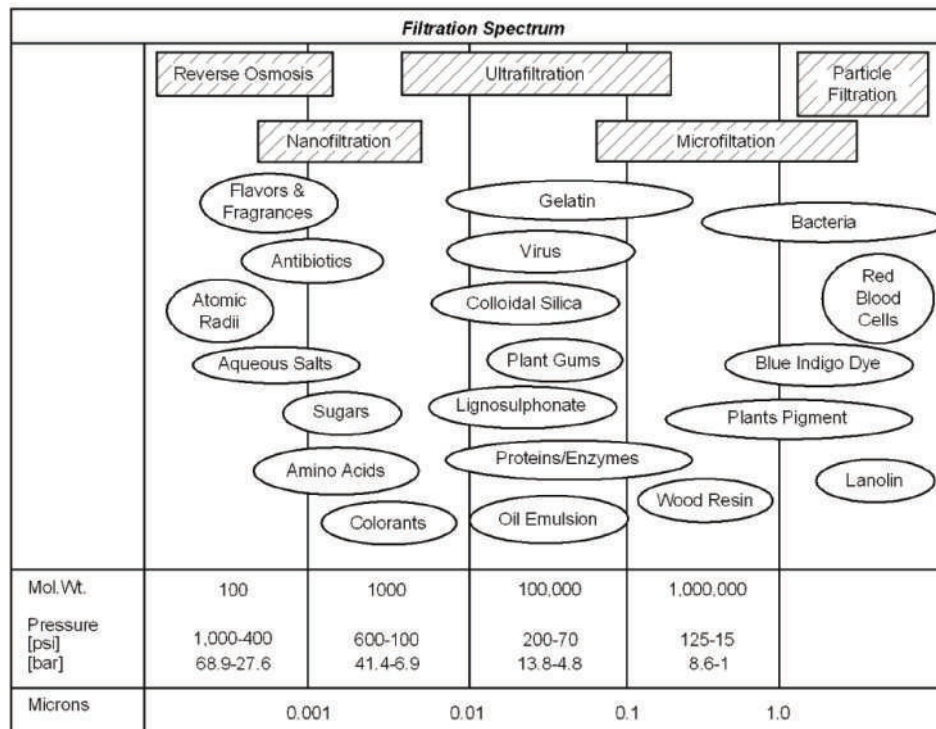 Filtration Spectrum
Reverse Osmosis
Ultrafiltration
Particle
Filtration
Nanofiltration
Microfiltation
Flavors &
Fragrances
Gelatin
Bacteria
Antibiotics
Virus
Atomic
Radii
Colloidal Silica
Red
Blood
Cells
Aqueous Salts
Plant Gums
Blue Indigo Dye
Sugars
Lignosulphonate
Plants Pigment
Amino Acids
Proteins/Enzymes
Lanolin
Colorants
Oil Emulsion
Wood Resin
Mol.Wt. 100 1000 100,000 1,000,000
Pressure
[psi] 1,000-400 600-100 200-70 125-15
[bar] 68.9-27.6 41.4-6.9 13.8-4.8 8.6-1
Microns 0.001 0.01 0.1 1.0